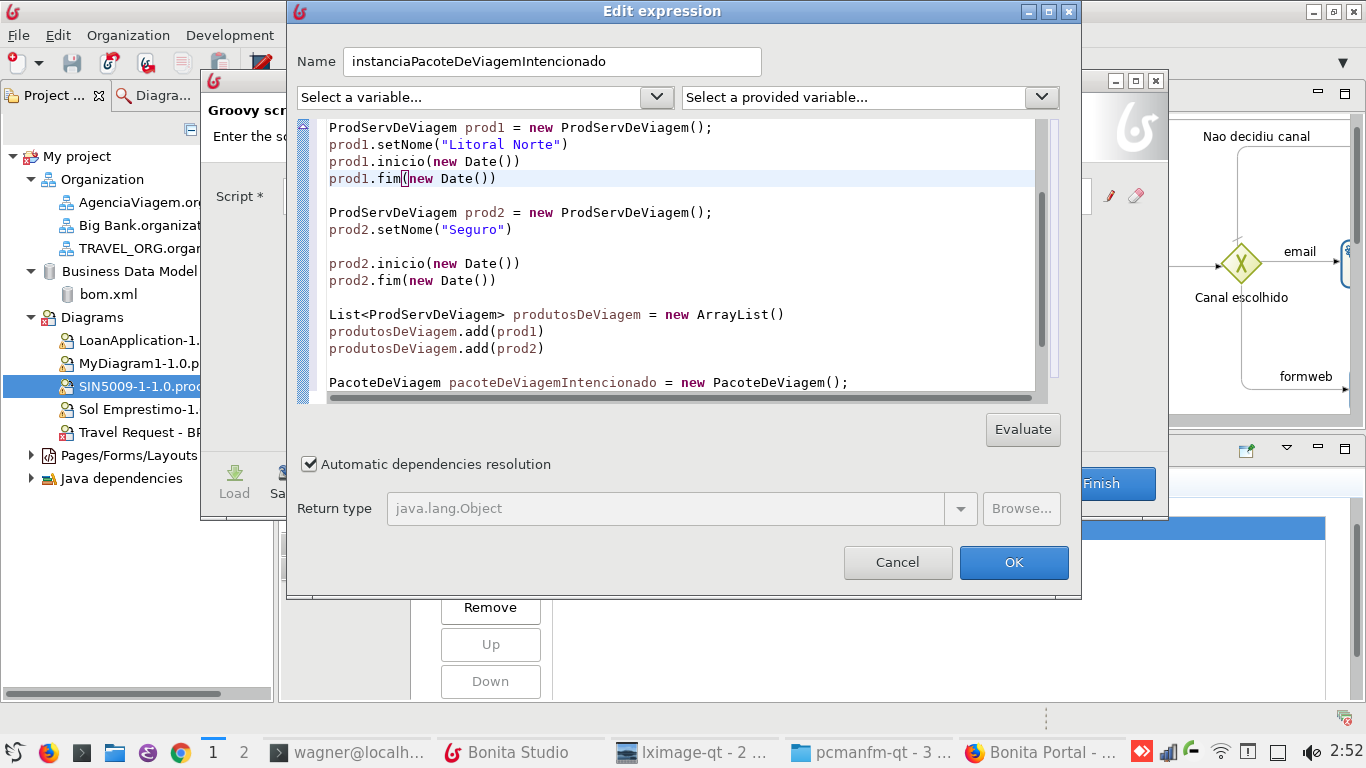 Edit expression
File Edit Organization Development
Name instanciaPacoteDeViagemIntencionado
Project ... Diagra...
Select a variable... Select a provided variable...
Groovy scr
Enter the sc
Script *
ProdServDeViagem prod1 = new ProdServDeViagem();
prod1.setNome("Litoral Norte")
prod1.inicio(new Date())
prod1.fim(new Date())
ProdServDeViagem prod2 = new ProdServDeViagem();
prod2.setNome("Seguro")
prod2.inicio(new Date())
prod2.fim(new Date())
List<ProdServDeViagem> produtosDeViagem = new ArrayList()
produtosDeViagem.add(prod1)
produtosDeViagem.add(prod2)
PacoteDeViagem pacoteDeViagemIntencionado = new PacoteDeViagem();
My project
Organization
AgenciaViagem.or
Big Bank.organizat
TRAVEL_ORG.organ
Business Data Model
bom.xml
Diagrams
LoanApplication-1.
MyDiagram1-1.0.p
SIN5009-1-1.0.proc
Sol Emprestimo-1.
Travel Request - BP
Pages/Forms/Layouts
Java dependencies
Nao decidiu canal
email
Canal escolhido
formweb
Evaluate
Automatic dependencies resolution
Load Sa
Finish
Return type java.lang.Object Browse...
Cancel OK
Remove
Up
Down
1 2 wagner@localh... Bonita Studio lximage-qt - 2 ... pcmanfm-qt - 3 ... Bonita Portal - ... 2:52